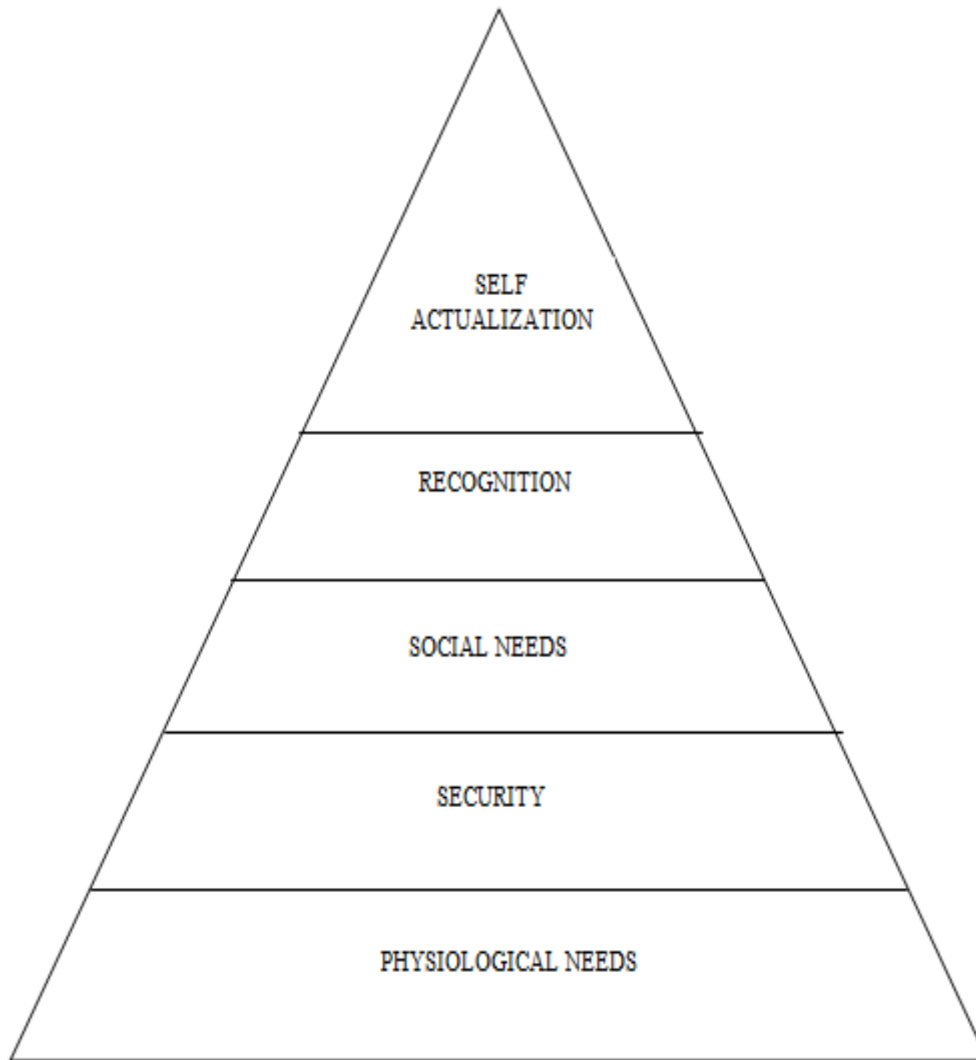 SELF
ACTUALIZATION
RECOGNITION
SOCIAL NEEDS
SECURITY
PHYSIOLOGICAL NEEDS